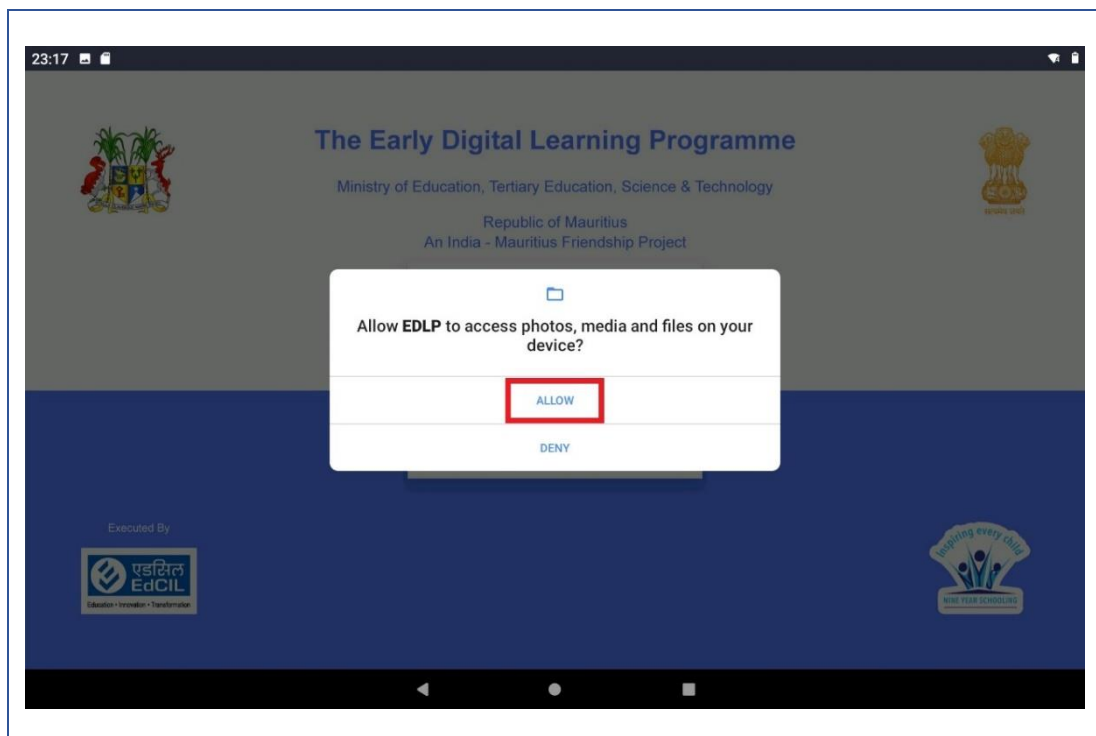 23:17
The Early Digital Learning Programme
Ministry of Education, Tertiary Education, Science & Technology
Republic of Mauritius
An India - Mauritius Friendship Project
Allow EDLP to access photos, media and files on your
device?
ALLOW
DENY
Executed By
एडसिल
EdCIL
Education • Innovation • Transformation
Inspiring every child
NINE YEAR SCHOOLING